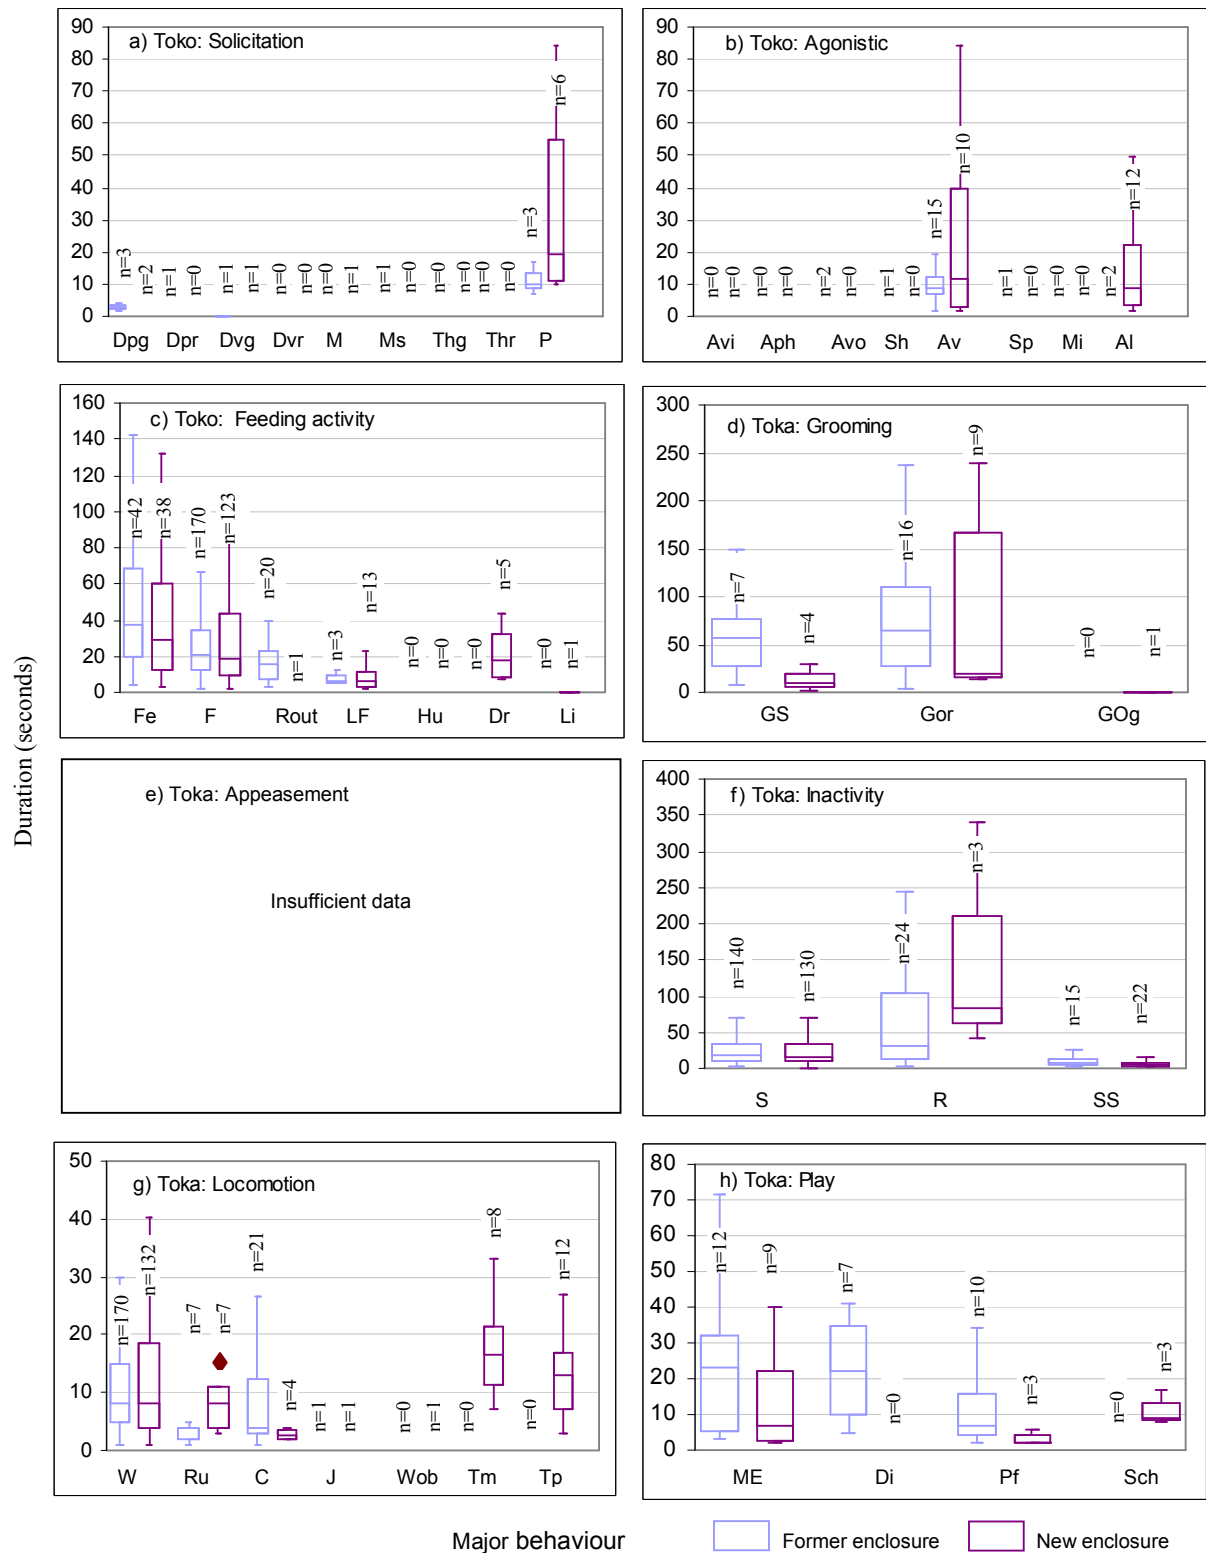 a) Toko: Solicitation
90
80
70
60
50
40
30
20
10
0
n=3
n=2
n=1
n=0
n=1
n=1
n=0
n=0
n=0
n=1
n=1
n=0
n=0
n=0
n=0
n=0
n=3
n=6
Dpg Dpr Dvg Dvr M Ms Thg Thr P
b) Toko: Agonistic
90
80
70
60
50
40
30
20
10
0
n=0
n=0
n=0
n=0
n=2
n=0
n=1
n=0
n=15
n=10
n=1
n=0
n=0
n=0
n=2
n=12
Avi Aph Avo Sh Av Sp Mi Al
c) Toko: Feeding activity
160
140
120
100
80
60
40
20
0
n=42
n=38
n=170
n=123
n=20
n=1
n=3
n=13
n=0
n=0
n=0
n=5
n=0
n=1
Fe F Rout LF Hu Dr Li
d) Toka: Grooming
300
250
200
150
100
50
0
n=7
n=4
n=16
n=9
n=0
n=1
GS Gor GOg
Duration (seconds)
e) Toka: Appeasement
Insufficient data
f) Toka: Inactivity
400
350
300
250
200
150
100
50
0
n=140
n=130
n=24
n=3
n=15
n=22
S R SS
g) Toka: Locomotion
50
40
30
20
10
0
n=170
n=132
n=7
n=7
n=21
n=4
n=1
n=1
n=0
n=1
n=0
n=8
n=0
n=12
W Ru C J Wob Tm Tp
h) Toka: Play
80
70
60
50
40
30
20
10
0
n=12
n=9
n=7
n=0
n=10
n=3
n=0
n=3
ME Di Pf Sch
Major behaviour
Former enclosure
New enclosure